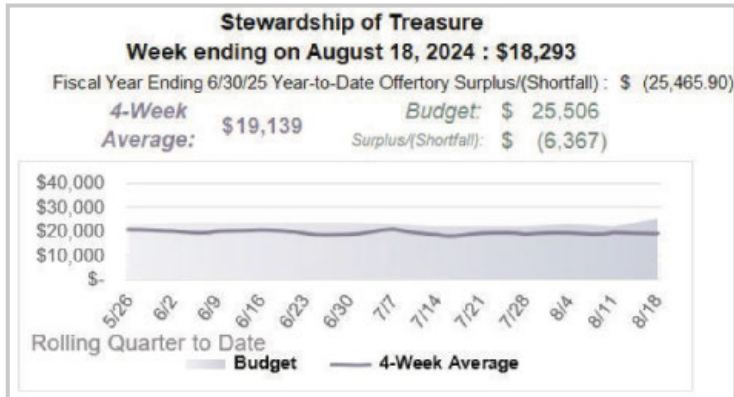 Stewardship of Treasure
Week ending on August 18, 2024 : $18,293
Fiscal Year Ending 6/30/25 Year-to-Date Offertory Surplus/(Shortfall) : $ (25,465.90)
4-Week Average: $19,139
Budget: $ 25,506
Surplus/(Shortfall): $ (6,367)
$40,000
$30,000
$20,000
$10,000
$-
5/26 6/2 6/9 6/16 6/23 6/30 7/7 7/14 7/21 7/28 8/4 8/11 8/18
Rolling Quarter to Date
Budget 4-Week Average